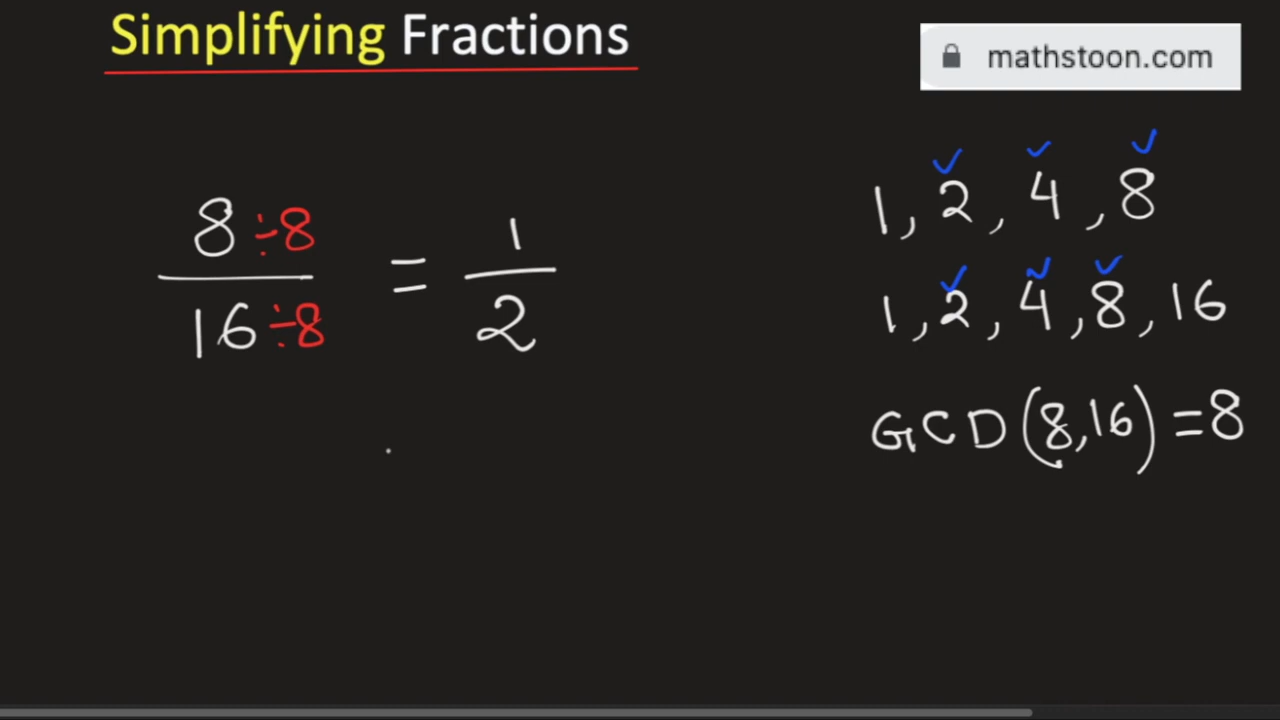 Simplifying Fractions
mathstoon.com
8 ÷8
16 ÷8
=
1
2
1, 2, 4, 8
1, 2, 4, 8, 16
GCD(8,16)=8